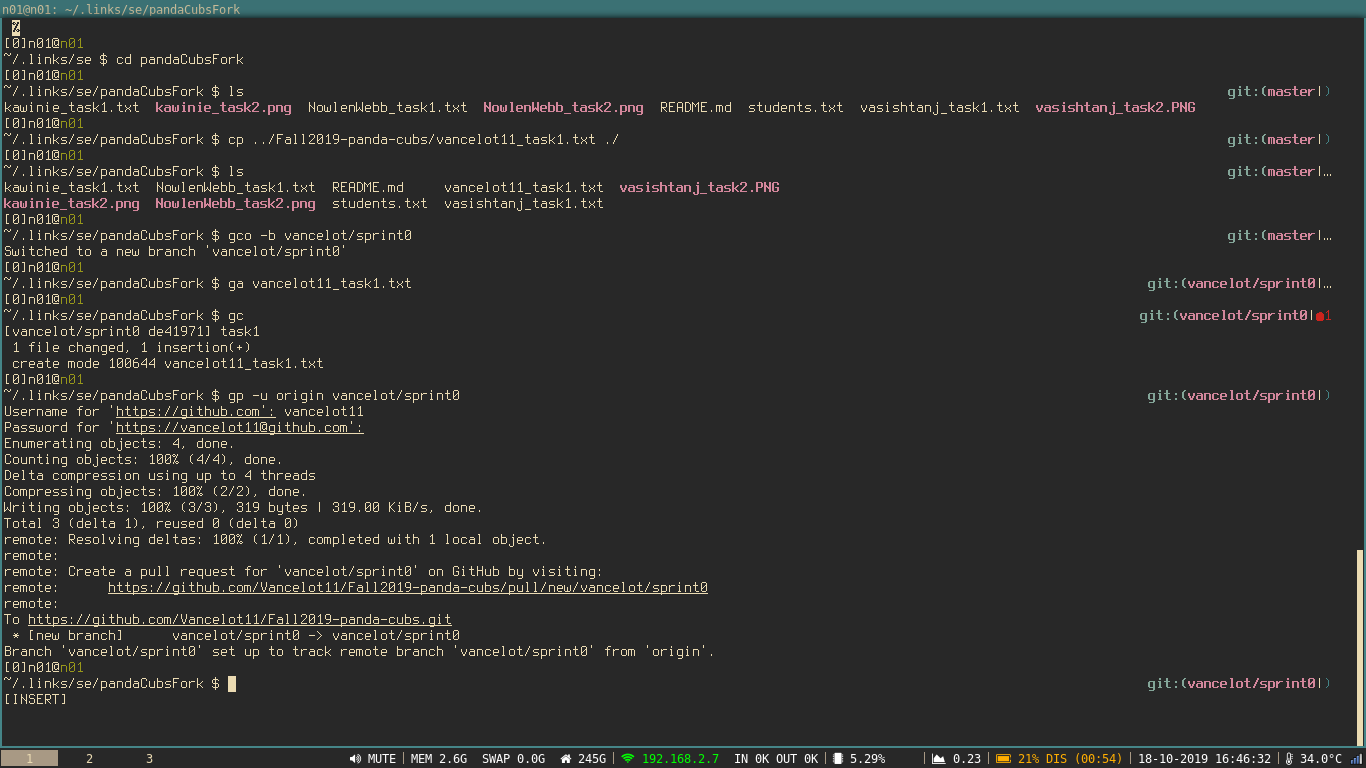 n01@n01: ~/.links/se/pandaCubsFork
%
[0]n01@n01
~/.links/se $ cd pandaCubsFork
[0]n01@n01
~/.links/se/pandaCubsFork $ ls git:(master|)
kawinie_task1.txt kawinie_task2.png NowlenWebb_task1.txt NowlenWebb_task2.png README.md students.txt vasishtanj_task1.txt vasishtanj_task2.PNG
[0]n01@n01
~/.links/se/pandaCubsFork $ cp ../Fall2019-panda-cubs/vancelot11_task1.txt ./ git:(master|)
[0]n01@n01
~/.links/se/pandaCubsFork $ ls git:(master|…
kawinie_task1.txt NowlenWebb_task1.txt README.md vancelot11_task1.txt vasishtanj_task2.PNG
kawinie_task2.png NowlenWebb_task2.png students.txt vasishtanj_task1.txt
[0]n01@n01
~/.links/se/pandaCubsFork $ gco -b vancelot/sprint0 git:(master|…
Switched to a new branch 'vancelot/sprint0'
[0]n01@n01
~/.links/se/pandaCubsFork $ ga vancelot11_task1.txt git:(vancelot/sprint0|…
[0]n01@n01
~/.links/se/pandaCubsFork $ gc git:(vancelot/sprint0|●1
[vancelot/sprint0 de41971] task1
1 file changed, 1 insertion(+)
create mode 100644 vancelot11_task1.txt
[0]n01@n01
~/.links/se/pandaCubsFork $ gp -u origin vancelot/sprint0 git:(vancelot/sprint0|)
Username for 'https://github.com': vancelot11
Password for 'https://vancelot11@github.com':
Enumerating objects: 4, done.
Counting objects: 100% (4/4), done.
Delta compression using up to 4 threads
Compressing objects: 100% (2/2), done.
Writing objects: 100% (3/3), 319 bytes | 319.00 KiB/s, done.
Total 3 (delta 1), reused 0 (delta 0)
remote: Resolving deltas: 100% (1/1), completed with 1 local object.
remote:
remote: Create a pull request for 'vancelot/sprint0' on GitHub by visiting:
remote: https://github.com/Vancelot11/Fall2019-panda-cubs/pull/new/vancelot/sprint0
remote:
To https://github.com/Vancelot11/Fall2019-panda-cubs.git
* [new branch] vancelot/sprint0 -> vancelot/sprint0
Branch 'vancelot/sprint0' set up to track remote branch 'vancelot/sprint0' from 'origin'.
[0]n01@n01
~/.links/se/pandaCubsFork $ git:(vancelot/sprint0|)
[INSERT]
1 2 3 MUTE | MEM 2.6G SWAP 0.0G 245G | 192.168.2.7 IN 0K OUT 0K | 5.29% | 0.23 | 21% DIS (00:54) | 18-10-2019 16:46:32 | 34.0°C